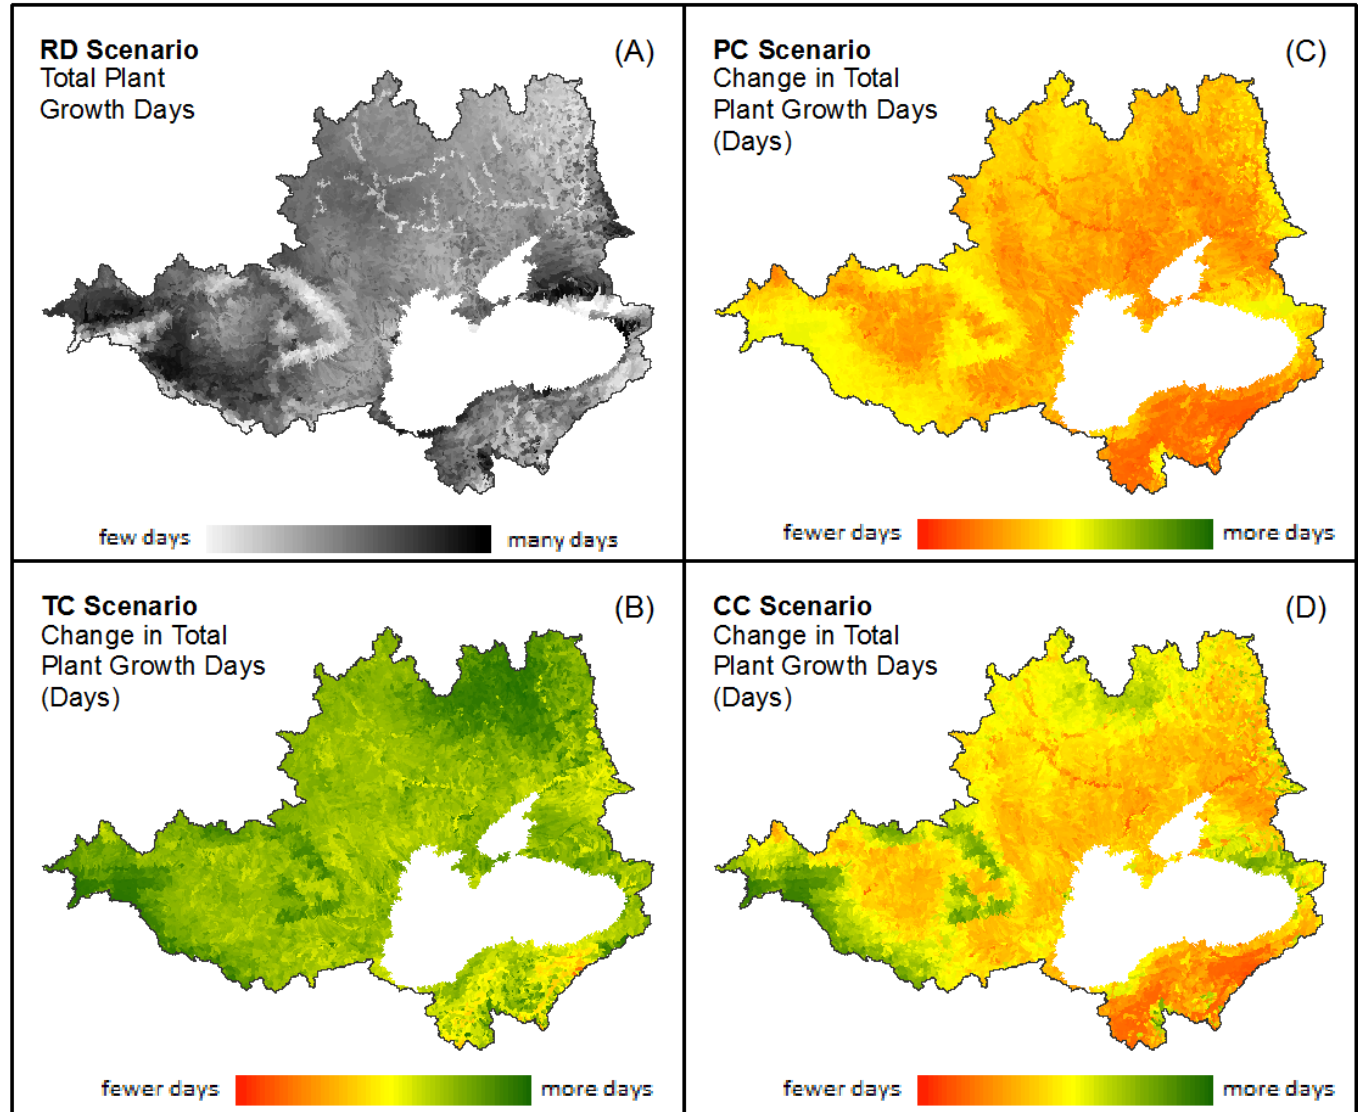 RD Scenario
(A)
Total Plant
Growth Days
few days
many days
PC Scenario
(C)
Change in Total
Plant Growth Days
(Days)
fewer days
more days
TC Scenario
(B)
Change in Total
Plant Growth Days
(Days)
fewer days
more days
CC Scenario
(D)
Change in Total
Plant Growth Days
(Days)
fewer days
more days